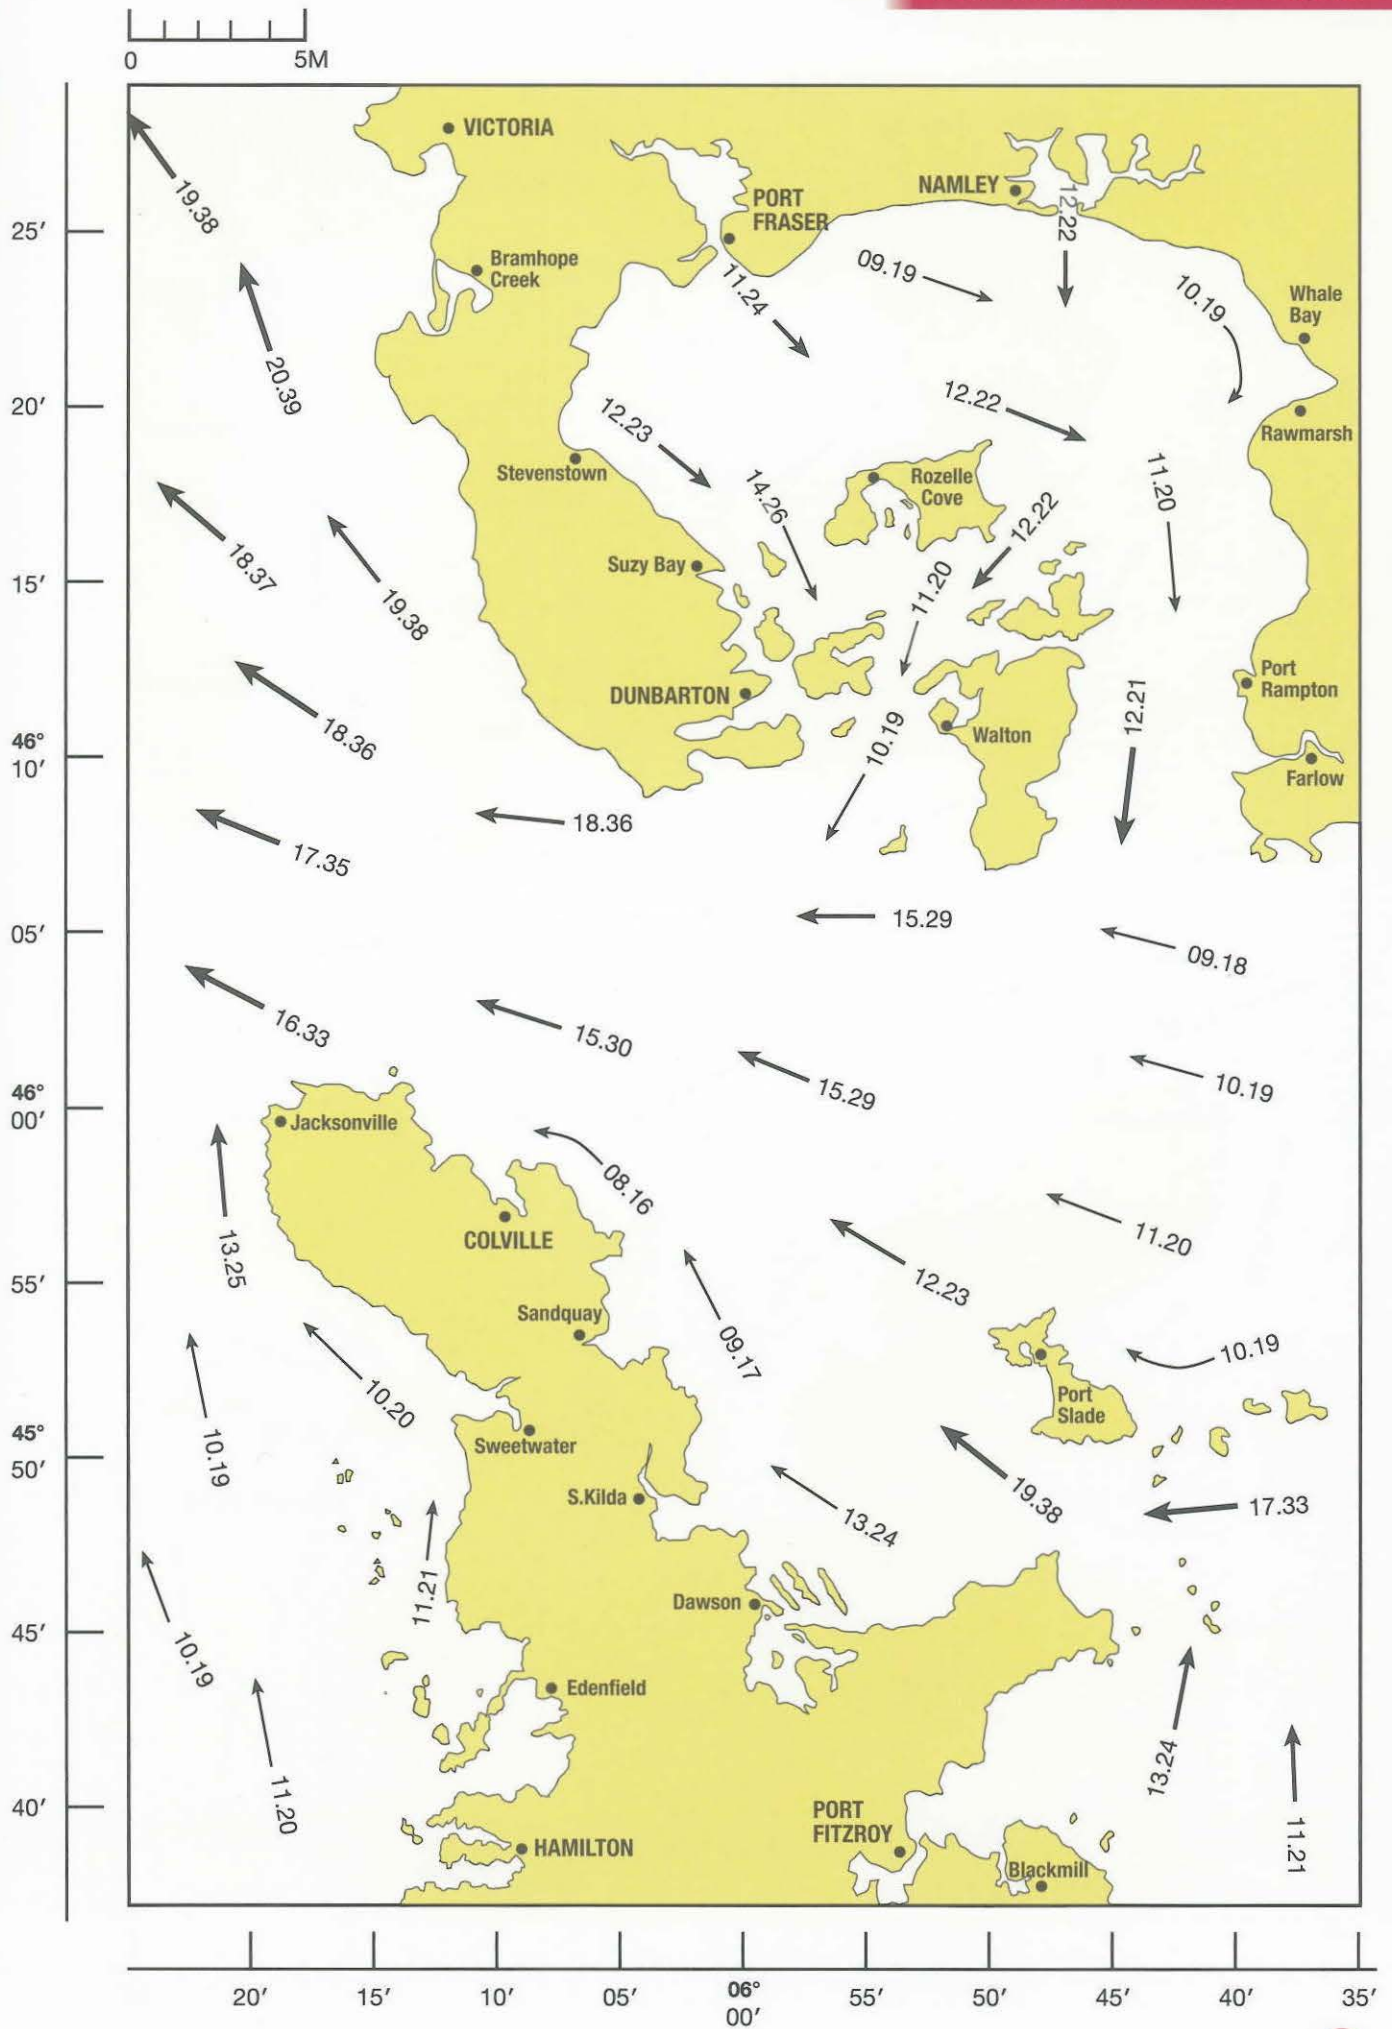 0 5M
VICTORIA
19.38
PORT
FRASER
NAMLEY
12.22
25′
Bramhope
Creek
11.24
09.19
10.19
Whale
Bay
20.39
20′
12.23
12.22
Rawmarsh
Stevenstown
14.26
Rozelle
Cove
11.20
12.22
18.37
15′
19.38
Suzy Bay
11.20
DUNBARTON
Port
Rampton
18.36
12.21
46°
10′
10.19
Walton
Farlow
18.36
17.35
05′
15.29
09.18
16.33
15.30
15.29
10.19
46°
00′
Jacksonville
08.16
COLVILLE
11.20
13.25
55′
12.23
Sandquay
09.17
10.19
10.20
Port
Slade
10.19
45°
50′
Sweetwater
S.Kilda
19.38
17.33
13.24
11.21
Dawson
45′
10.19
Edenfield
13.24
11.20
40′
PORT
FITZROY
HAMILTON
11.21
Blackmill
20′ 15′ 10′ 05′ 06° 55′ 50′ 45′ 40′ 35′
00′